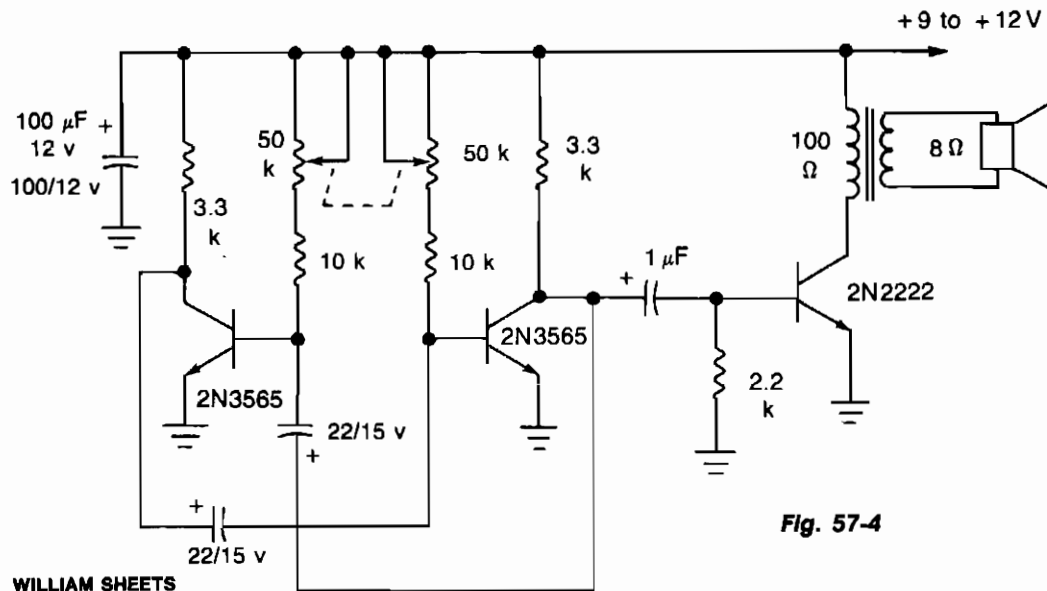 +9 to +12 V
100 µF +
12 v
100/12 v
3.3
k
50
k
50 k
3.3
k
100
Ω
8 Ω
10 k
10 k
+
1 µF
2N2222
2N3565
2N3565
2.2
k
22/15 v
+
+
22/15 v
Fig. 57-4
WILLIAM SHEETS